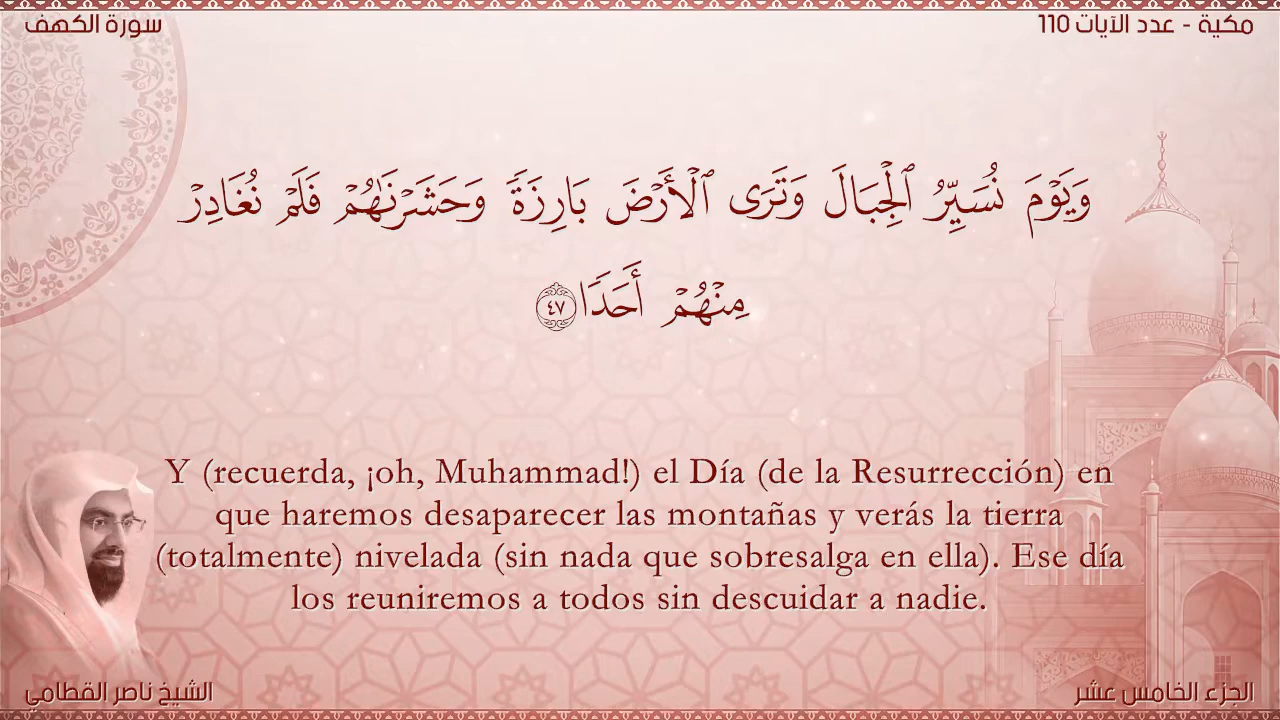 سورة الكهف
مكية - عدد الآيات 110
وَيَوْمَ نُسَيِّرُ ٱلْجِبَالَ وَتَرَى ٱلْأَرْضَ بَارِزَةًۭ وَحَشَرْنَـٰهُمْ فَلَمْ نُغَادِرْ
مِنْهُمْ أَحَدًۭا ٤٧
Y (recuerda, ¡oh, Muhammad!) el Día (de la Resurrección) en
que haremos desaparecer las montañas y verás la tierra
(totalmente) nivelada (sin nada que sobresalga en ella). Ese día
los reuniremos a todos sin descuidar a nadie.
الشيخ ناصر القطامي
الجزء الخامس عشر